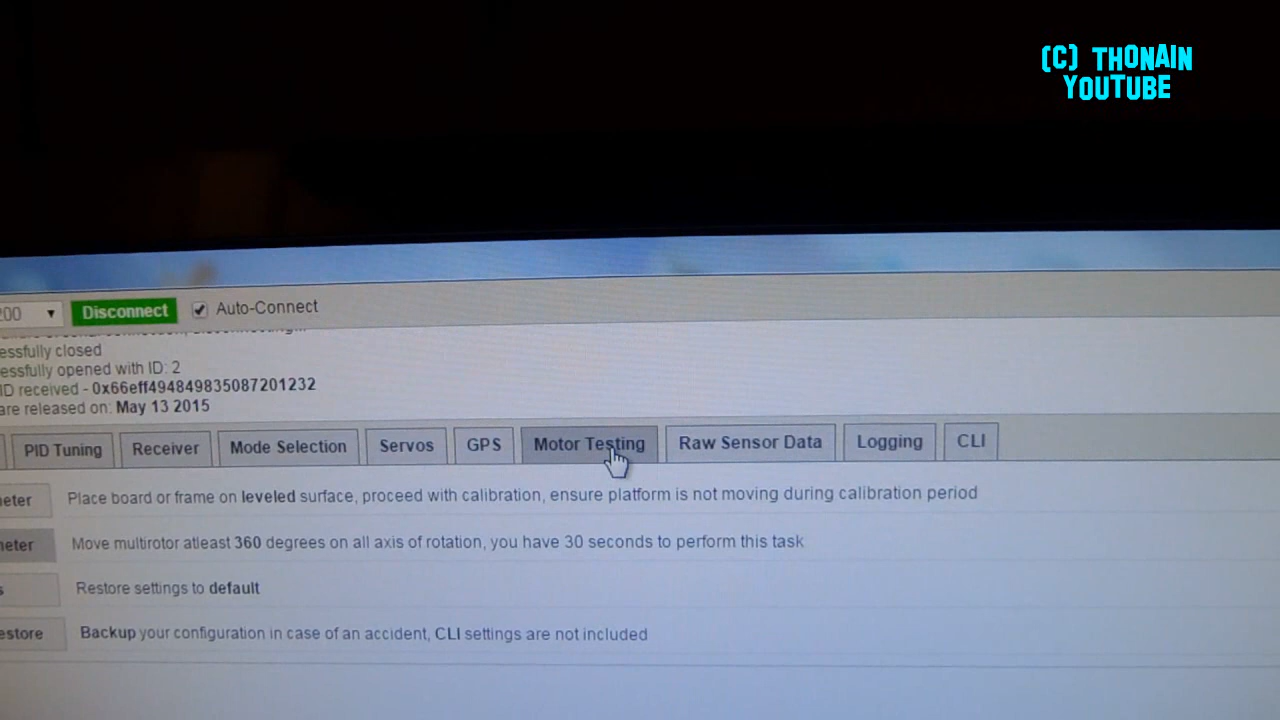 (C) THONAIN
YOUTUBE
200 Disconnect Auto-Connect
essfully closed
essfully opened with ID: 2
ID received - 0x66eff494849835087201232
are released on: May 13 2015
PID Tuning Receiver Mode Selection Servos GPS Motor Testing Raw Sensor Data Logging CLI
eter Place board or frame on leveled surface, proceed with calibration, ensure platform is not moving during calibration period
eter Move multirotor atleast 360 degrees on all axis of rotation, you have 30 seconds to perform this task
s Restore settings to default
estore Backup your configuration in case of an accident, CLI settings are not included